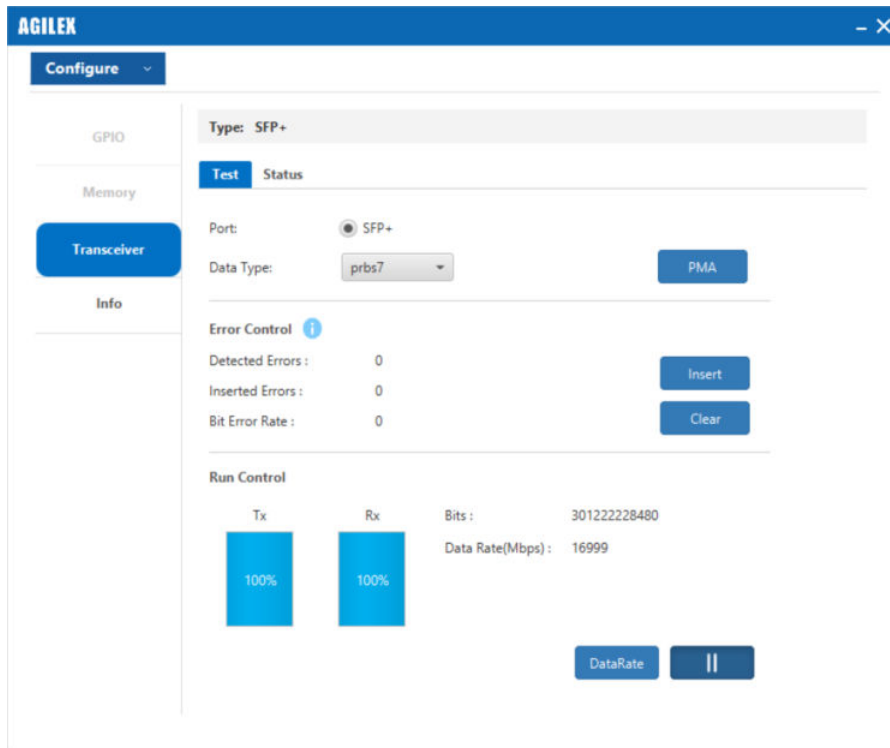 AGILEX
Configure
GPIO
Memory
Transceiver
Info
Type: SFP+
Test Status
Port: SFP+
Data Type: prbs7 PMA
Error Control
Detected Errors : 0
Insert
Inserted Errors : 0
Bit Error Rate : 0 Clear
Run Control
Tx Rx Bits : 301222228480
Data Rate(Mbps) : 16999
100% 100%
DataRate